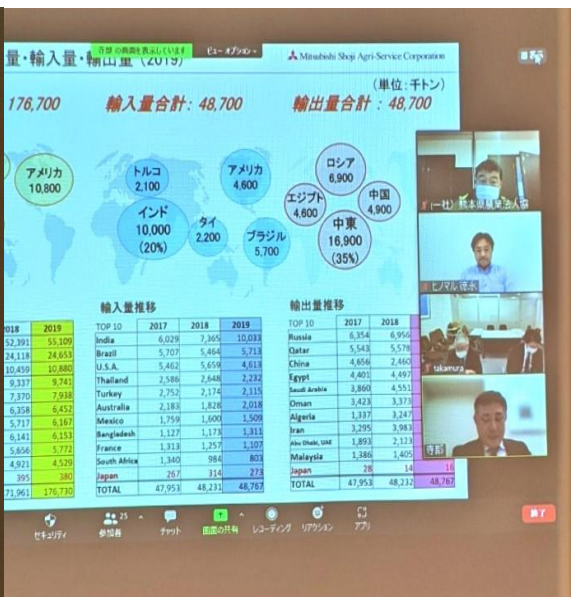 量・輸入量・輸出量 (2019)
寺部 の画面を表示しています
ビュー オプション
Mitsubishi Shoji Agri-Service Corporation
(単位:千トン)
176,700
輸入量合計: 48,700
輸出量合計: 48,700
アメリカ
10,800
トルコ
2,100
アメリカ
4,600
インド
10,000
(20%)
タイ
2,200
ブラジル
5,700
ロシア
6,900
エジプト
4,600
中国
4,900
中東
16,900
(35%)
(一社)熊本県農業法人協
ヒノマル 徳永
takamura
寺部
2018 2019
52,391 55,109
24,118 24,653
10,459 10,880
9,337 9,741
7,370 7,938
6,358 6,452
5,717 6,167
6,141 6,153
5,656 5,772
4,921 4,529
395 380
71,961 176,730
輸入量推移
TOP 10 2017 2018 2019
India 6,029 7,365 10,033
Brazil 5,707 5,464 5,713
U.S.A. 5,462 5,659 4,613
Thailand 2,586 2,648 2,232
Turkey 2,752 2,174 2,115
Australia 2,183 1,828 2,018
Mexico 1,759 1,600 1,509
Bangladesh 1,127 1,173 1,311
France 1,313 1,257 1,107
South Africa 1,340 984 803
Japan 267 314 273
TOTAL 47,953 48,231 48,767
輸出量推移
TOP 10 2017 2018
Russia 6,354 6,956
Qatar 5,543 5,578
China 4,656 2,460
Egypt 4,401 4,497
Saudi Arabia 3,860 4,551
Oman 3,423 3,373
Algeria 1,337 3,247
Iran 3,295 3,983
Abu Dhabi, UAE 1,893 2,123
Malaysia 1,386 1,405
Japan 28 14 16
TOTAL 47,953 48,232 48,767
セキュリティ
25
参加者
チャット
画面の共有
レコーディング
リアクション
アプリ
終了